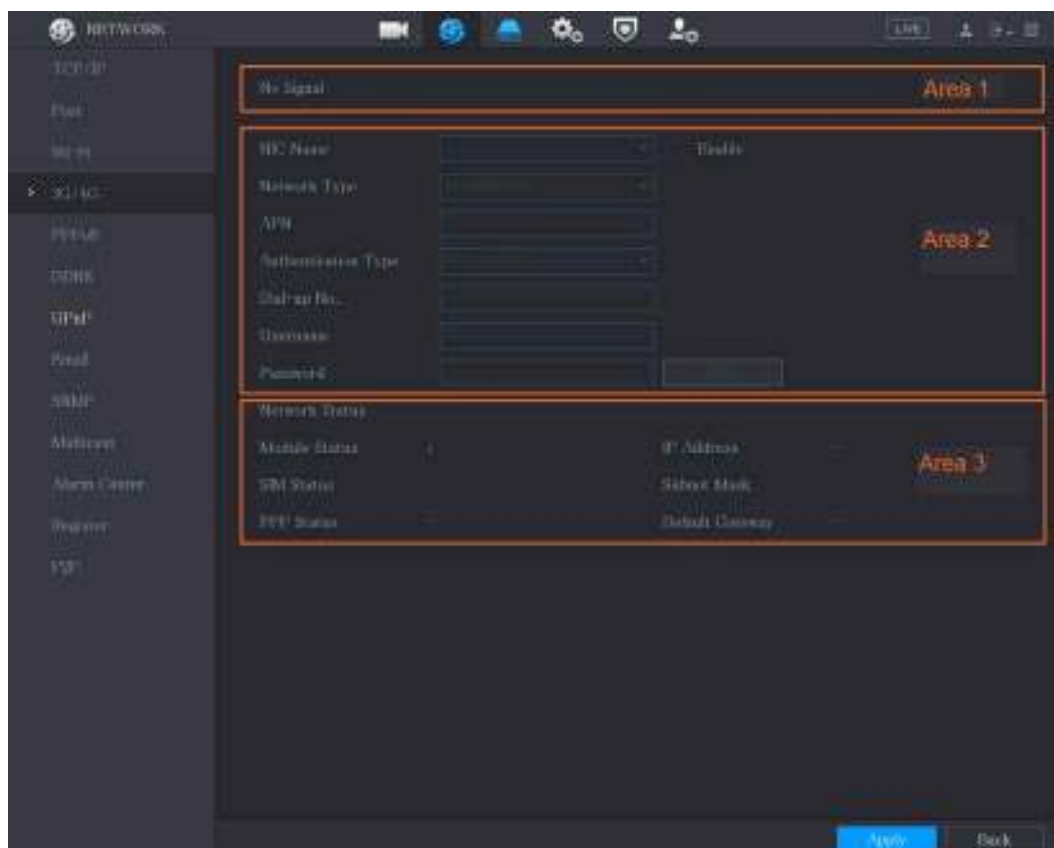 NETWORK
LIVE
TCP/IP
Port
Wi-Fi
3G/4G
PPPoE
DDNS
UPnP
Email
SNMP
Multicast
Alarm Center
Register
P2P
No Signal
Area 1
NIC Name
Enable
Network Type
APN
Area 2
Authentication Type
Dial-up No.
Username
Password
Network Status
Module Status
IP Address
Area 3
SIM Status
Subnet Mask
PPP Status
Default Gateway
Apply
Back